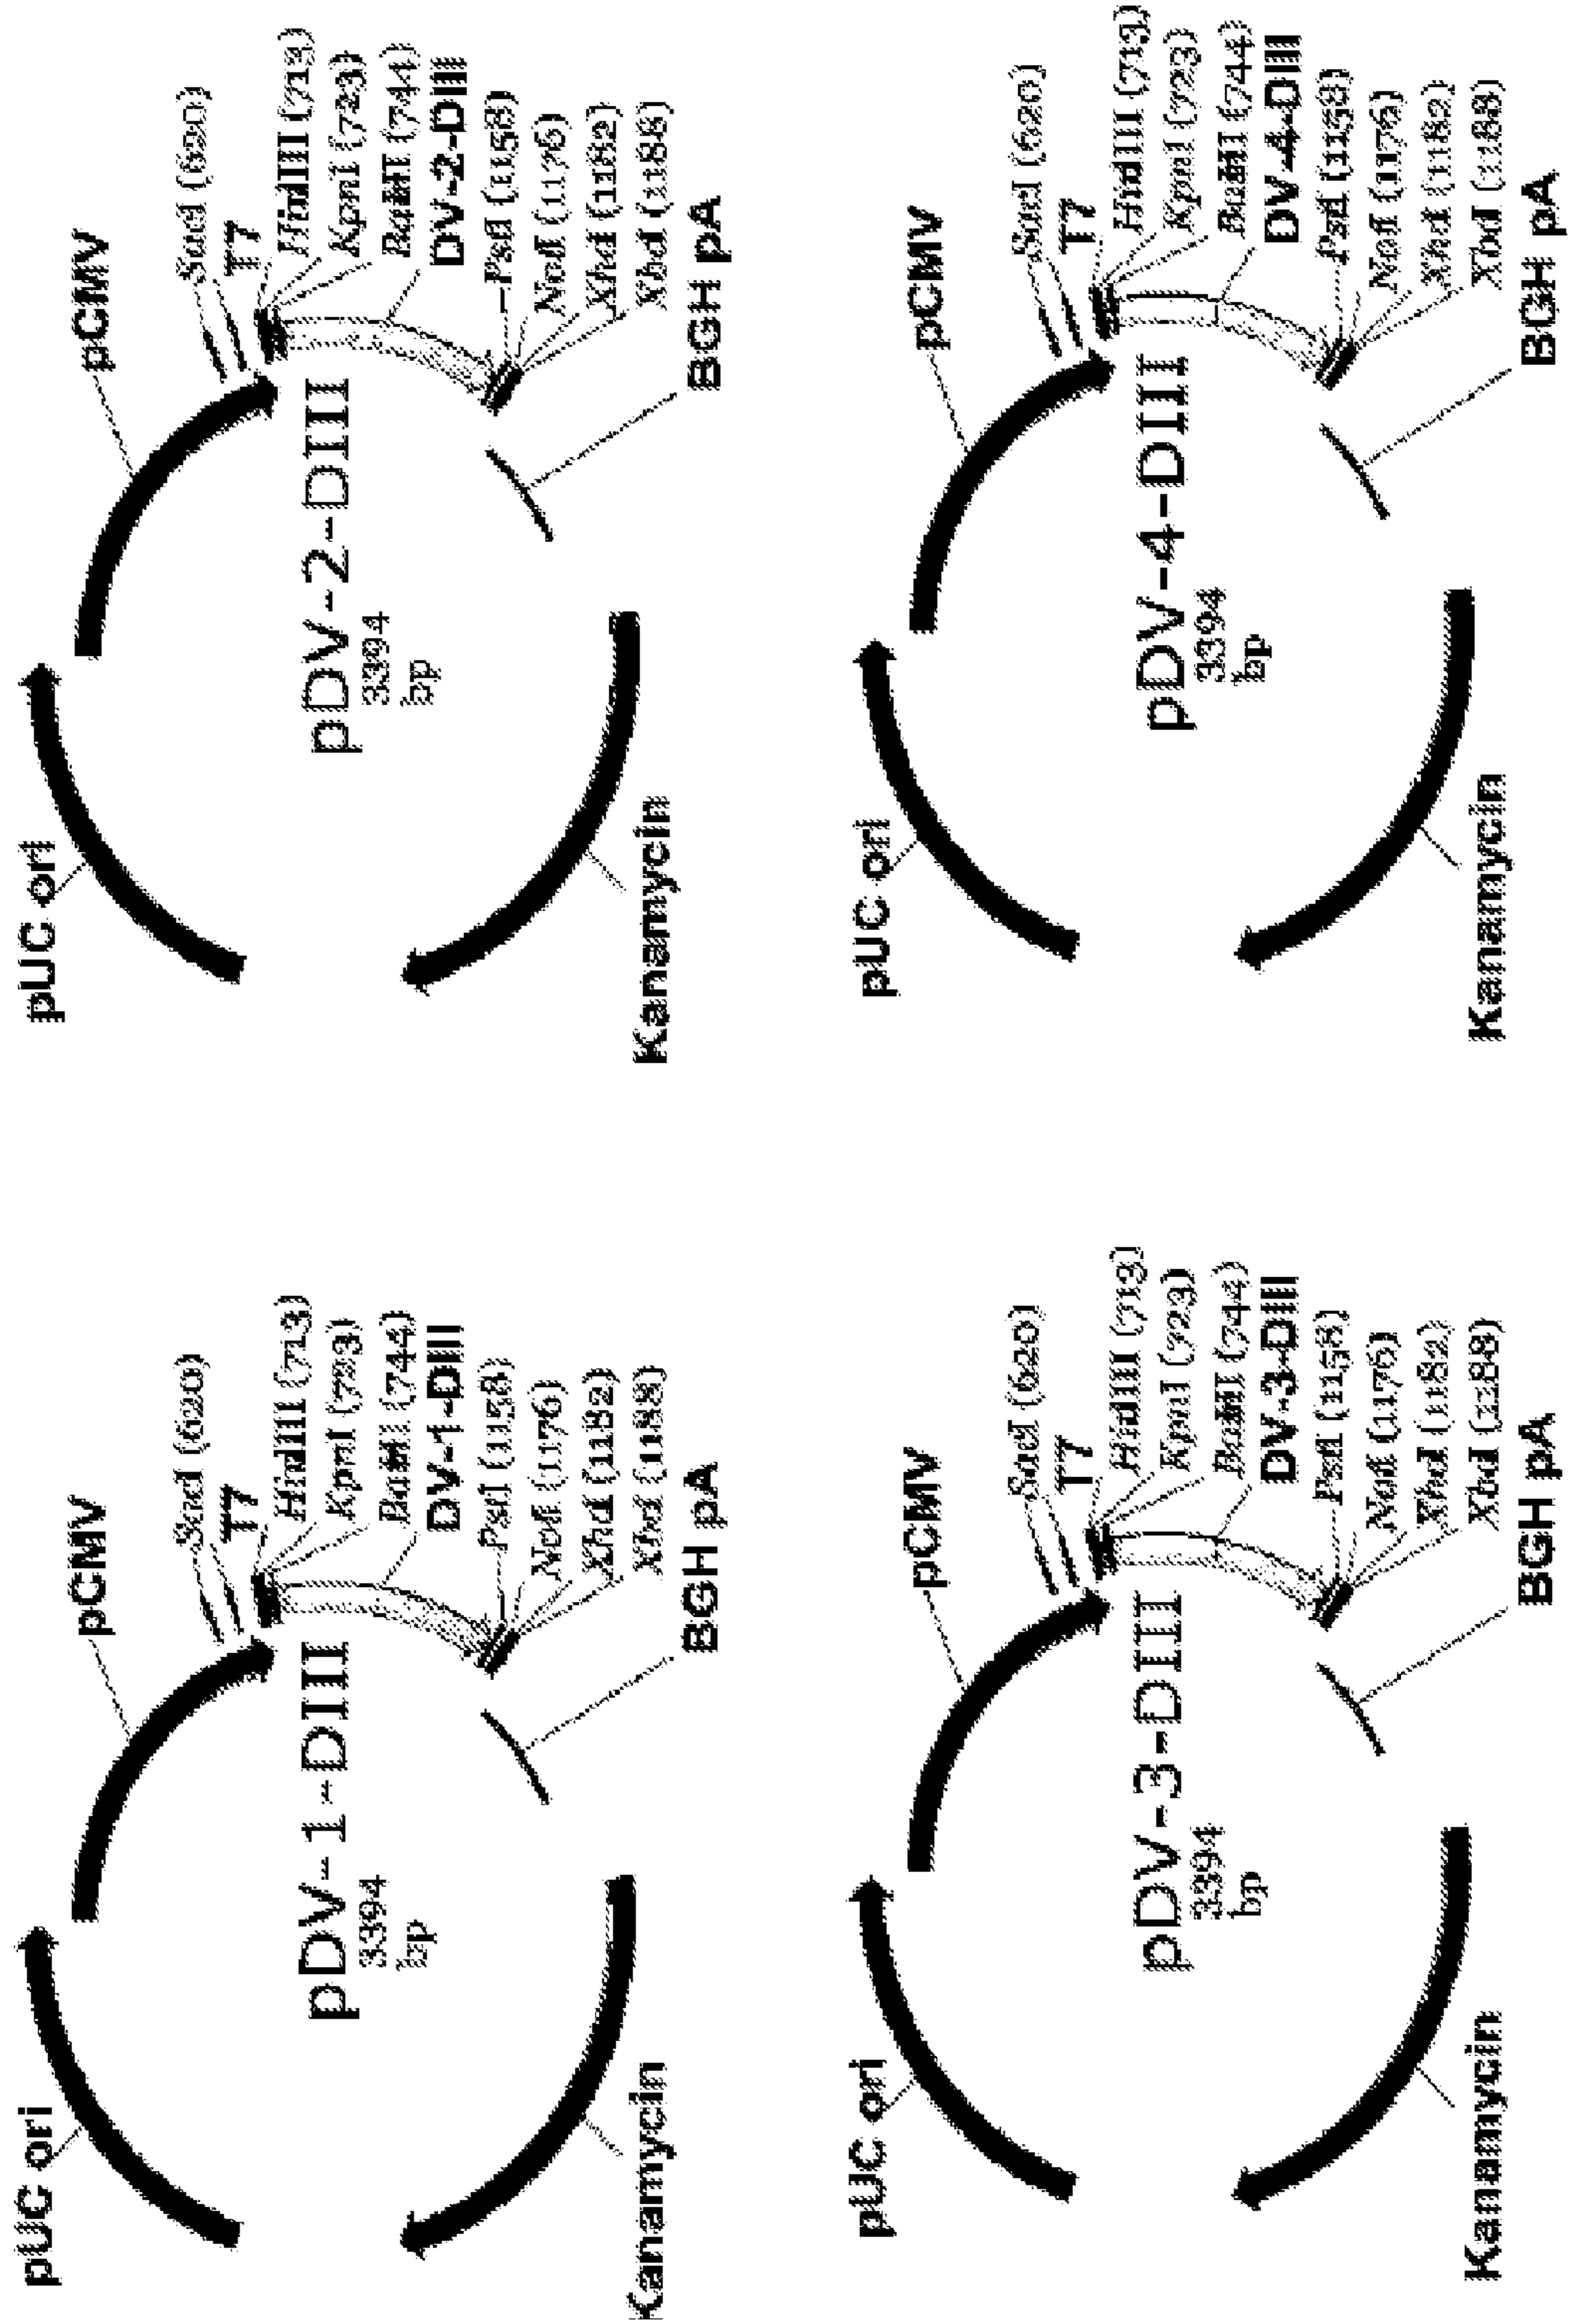 pUC ori
pCMV
SacI (620)
T7
HindIII (713)
KpnI (723)
BamHI (744)
DV-1-DIII
PstI (1158)
NotI (1176)
XhoI (1182)
XbaI (1188)
BGH pA
Kanamycin
pDV-1-DIII
3394
bp
pUC ori
pCMV
SacI (620)
T7
HindIII (713)
KpnI (723)
BamHI (744)
DV-2-DIII
PstI (1158)
NotI (1176)
XhoI (1182)
XbaI (1188)
BGH pA
Kanamycin
pDV-2-DIII
3394
bp
pUC ori
pCMV
SacI (620)
T7
HindIII (713)
KpnI (723)
BamHI (744)
DV-3-DIII
PstI (1158)
NotI (1176)
XhoI (1182)
XbaI (1188)
BGH pA
Kanamycin
pDV-3-DIII
3394
bp
pUC ori
pCMV
SacI (620)
T7
HindIII (713)
KpnI (723)
BamHI (744)
DV-4-DIII
PstI (1158)
NotI (1176)
XhoI (1182)
XbaI (1188)
BGH pA
Kanamycin
pDV-4-DIII
3394
bp